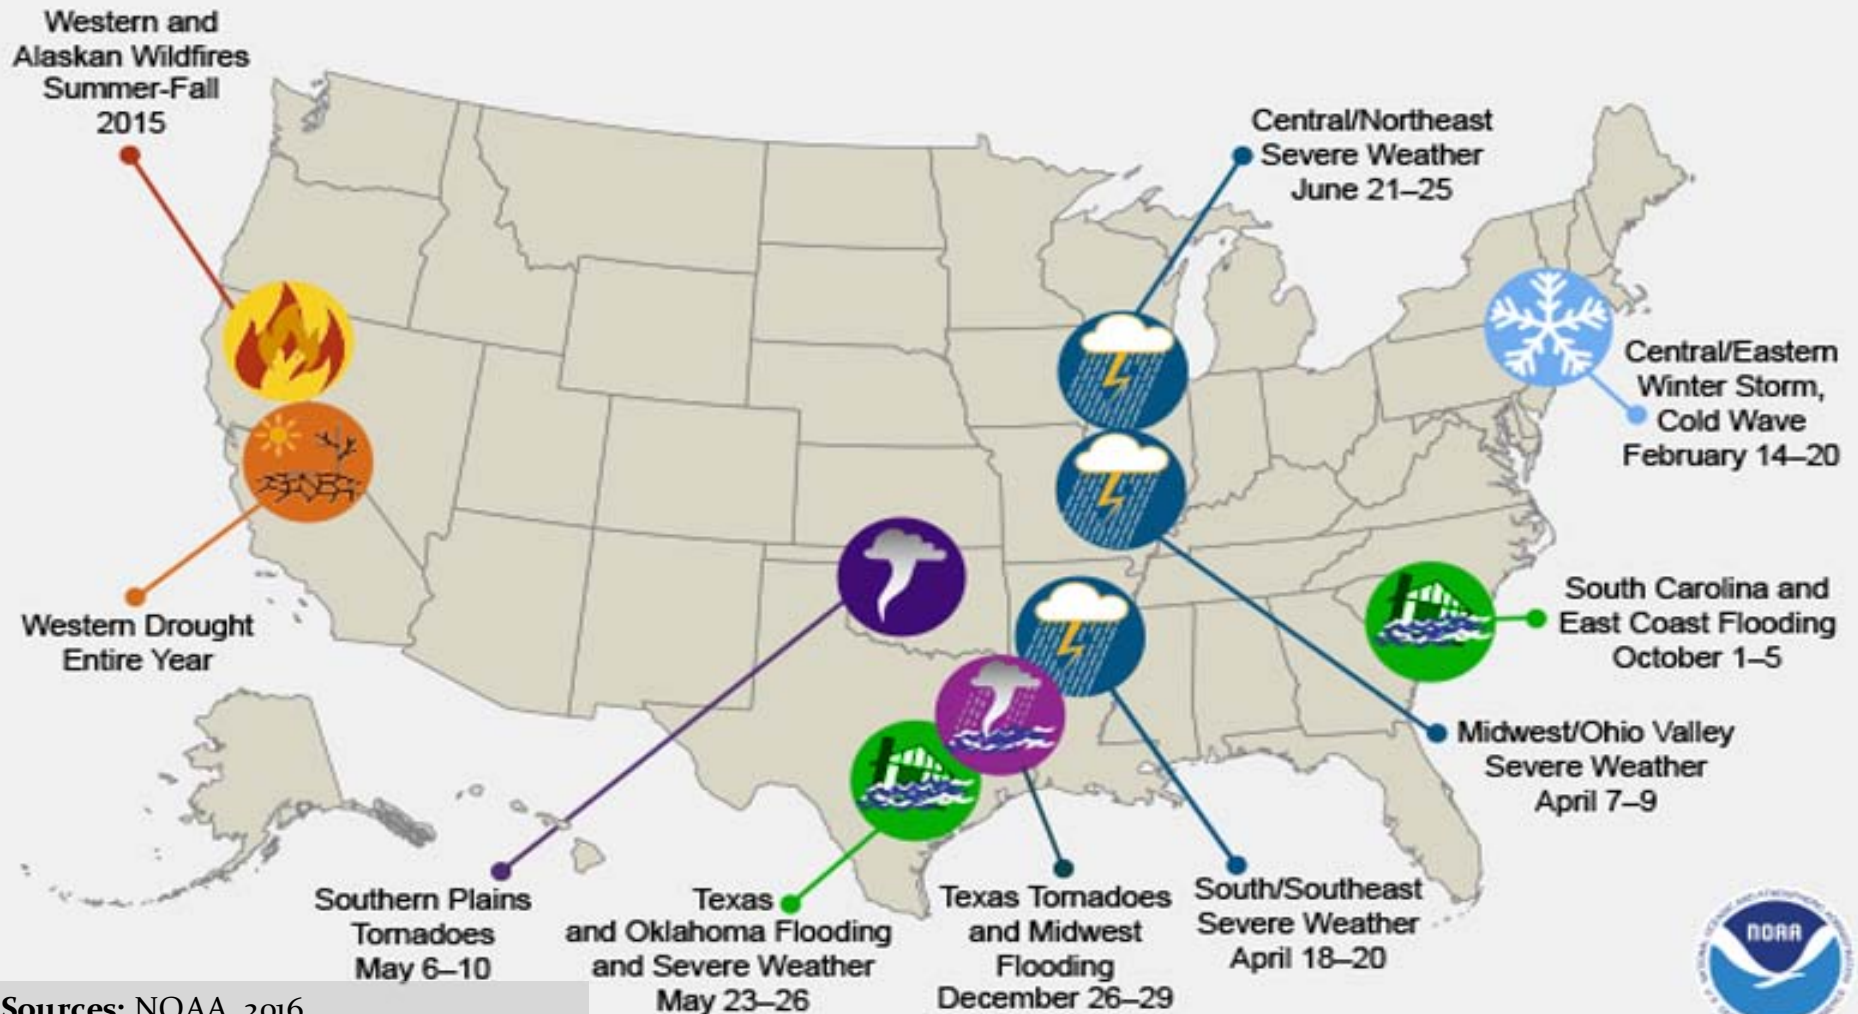 Western and
Alaskan Wildfires
Summer-Fall
2015
Central/Northeast
Severe Weather
June 21–25
Central/Eastern
Winter Storm,
Cold Wave
February 14–20
South Carolina and
East Coast Flooding
October 1–5
Western Drought
Entire Year
Midwest/Ohio Valley
Severe Weather
April 7–9
Southern Plains
Tornadoes
May 6–10
Texas
and Oklahoma Flooding
and Severe Weather
May 23–26
Texas Tornadoes
and Midwest
Flooding
December 26–29
South/Southeast
Severe Weather
April 18–20
NOAA
Sources: NOAA, 2016